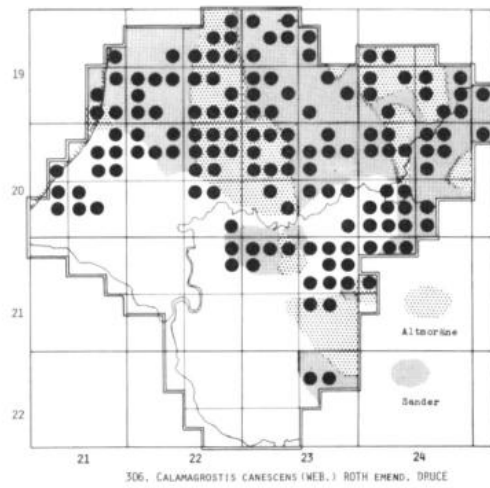 19
20
21
22
Altmoräne
Sander
21 22 23 24
306. CALAMAGROSTIS CANESCENS (WEB.) ROTH EMEND. DRUCE